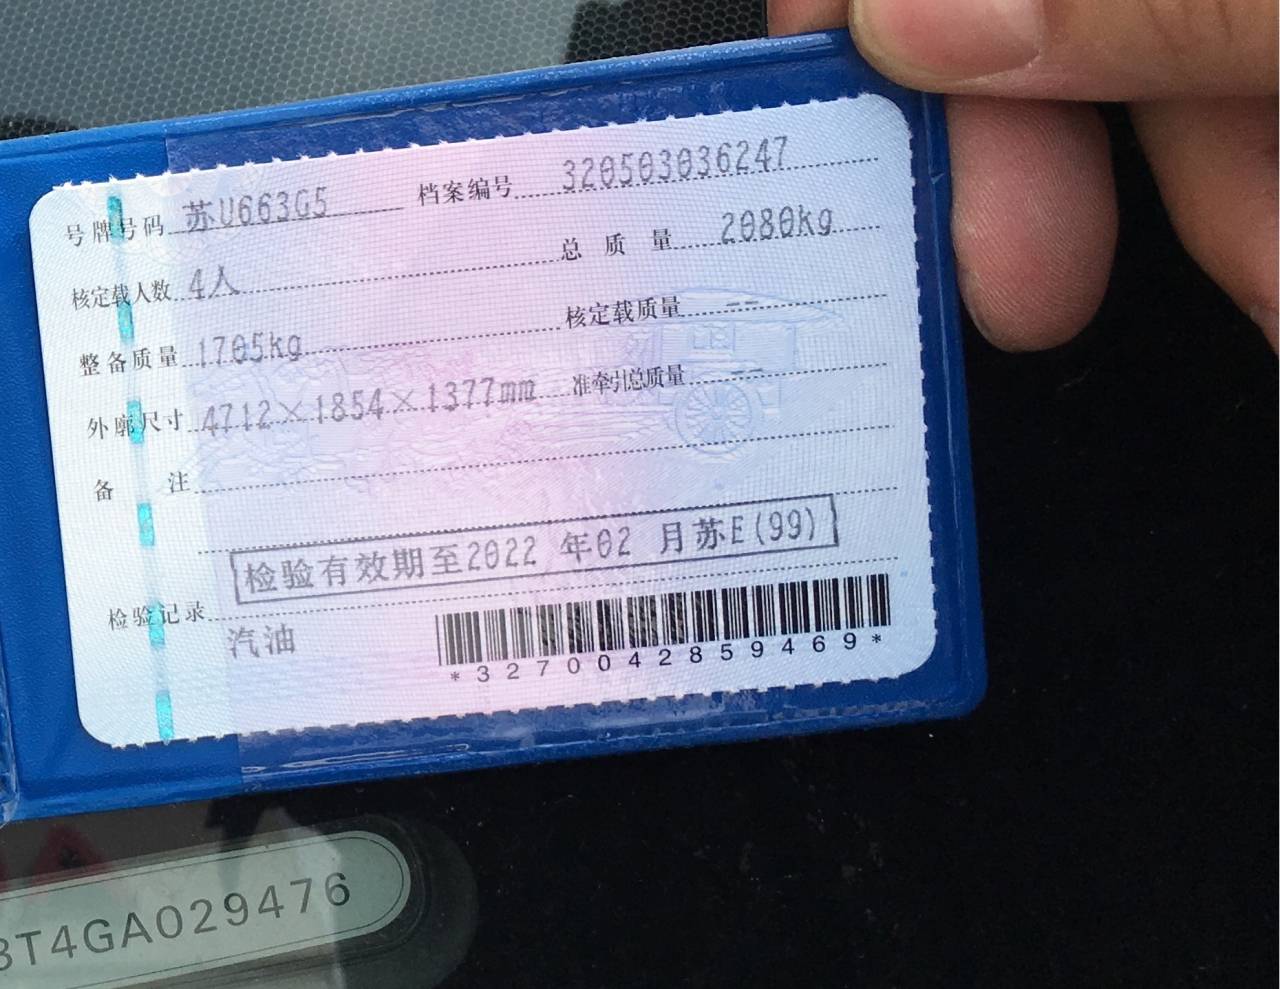 号牌号码 苏U663G5 档案编号 320503036247
核定载人数 4人 总质量 2080kg
整备质量 1705kg 核定载质量 --
外廓尺寸 4712×1854×1377mm 准牵引总质量 --
备注
检验有效期至2022 年02 月苏E(99)
检验记录
汽油
*3270042859469*
3T4GA029476